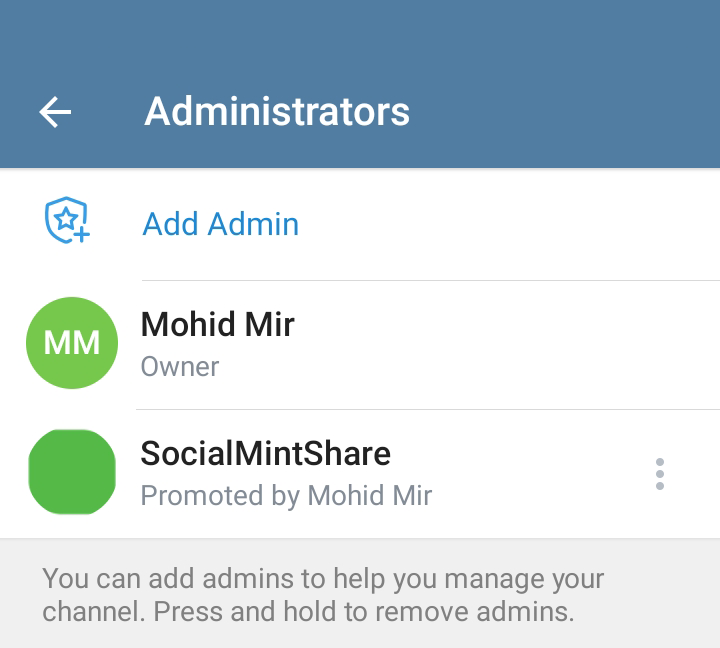 Administrators
Add Admin
MM
Mohid Mir
Owner
SocialMintShare
Promoted by Mohid Mir
You can add admins to help you manage your
channel. Press and hold to remove admins.